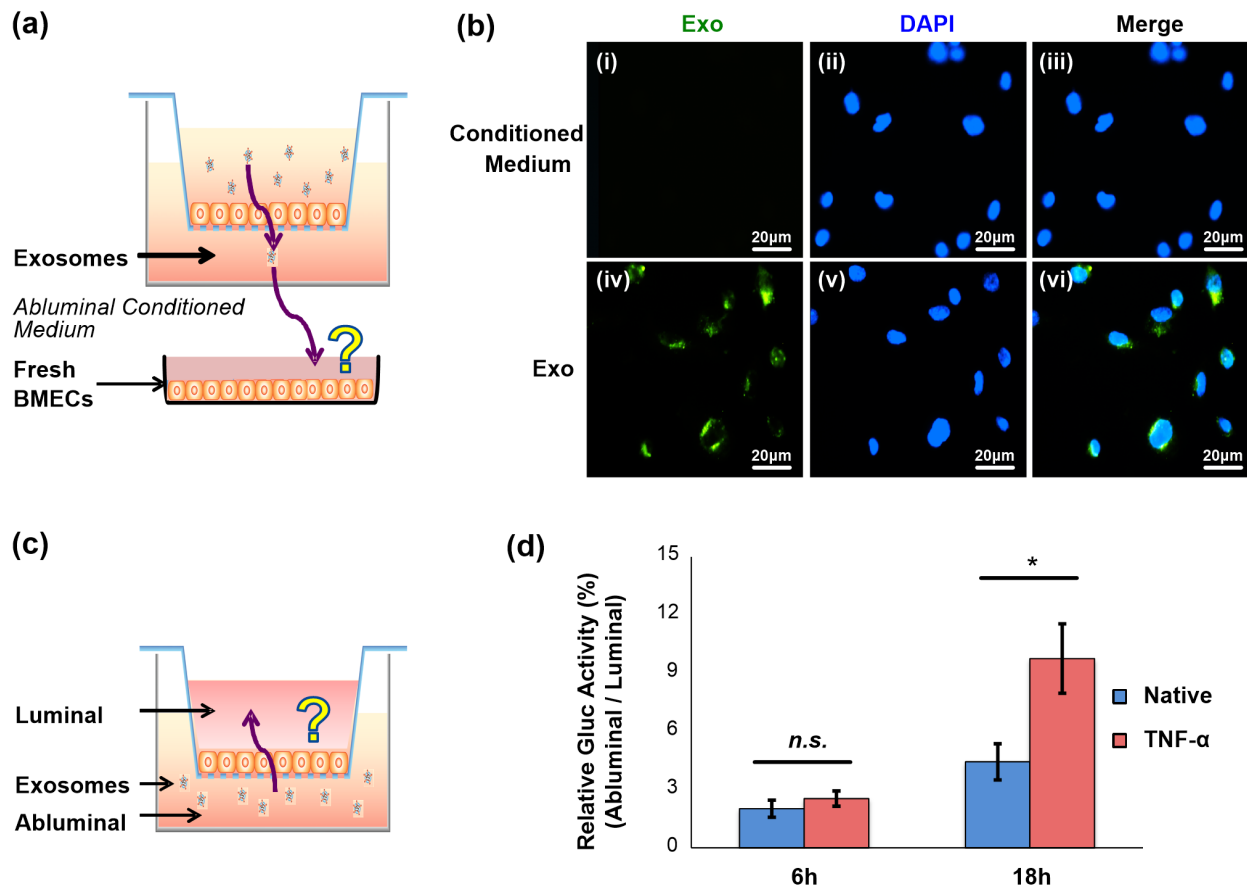 (a)
Exosomes
Abluminal Conditioned
Medium
Fresh
BMECs
?
(b)
Exo
DAPI
Merge
Conditioned
Medium
(i)
(ii)
(iii)
20µm
20µm
20µm
Exo
(iv)
(v)
(vi)
20µm
20µm
20µm
(c)
Luminal
?
Exosomes
Abluminal
(d)
Relative Gluc Activity (%)
(Abluminal / Luminal)
15
12
9
6
3
0
n.s.
*
6h
18h
Native
TNF-α